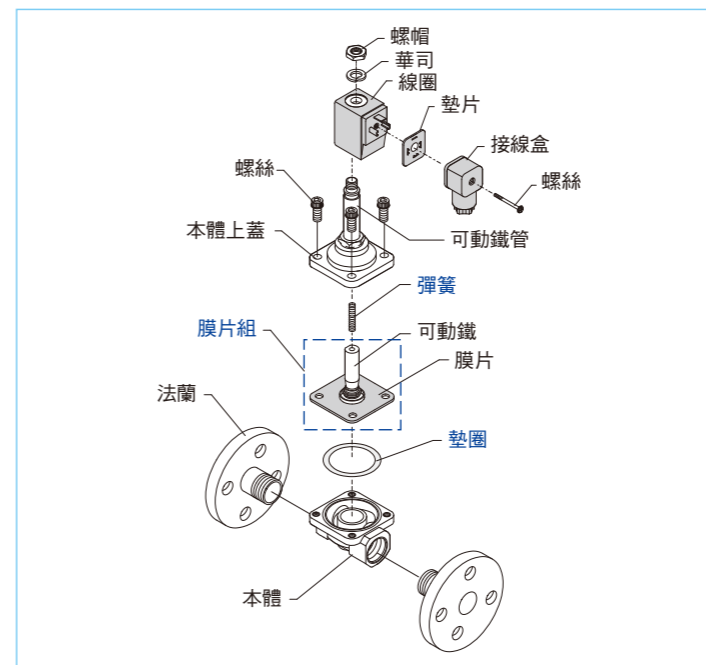 螺帽
華司
線圈
墊片
接線盒
螺絲
螺絲
本體上蓋
可動鐵管
彈簧
膜片組
可動鐵
膜片
法蘭
墊圈
本體